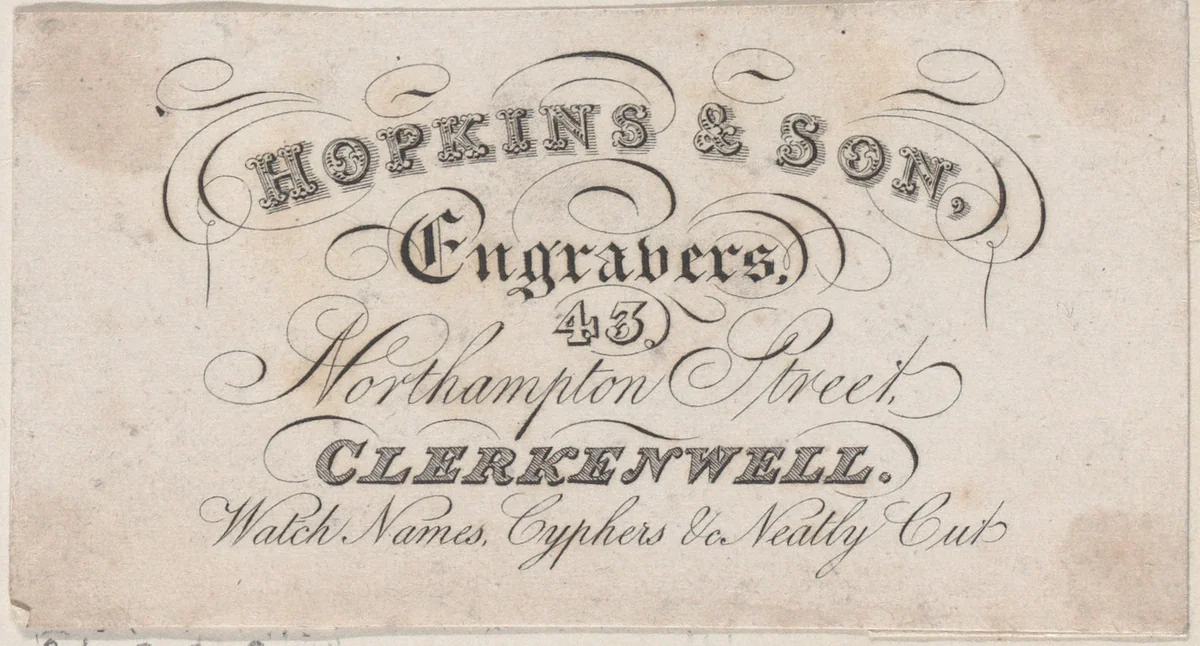 HOPKINS & SON,
Engravers,
43.
Northampton Street,
CLERKENWELL.
Watch Names, Cyphers &c Neatly Cut